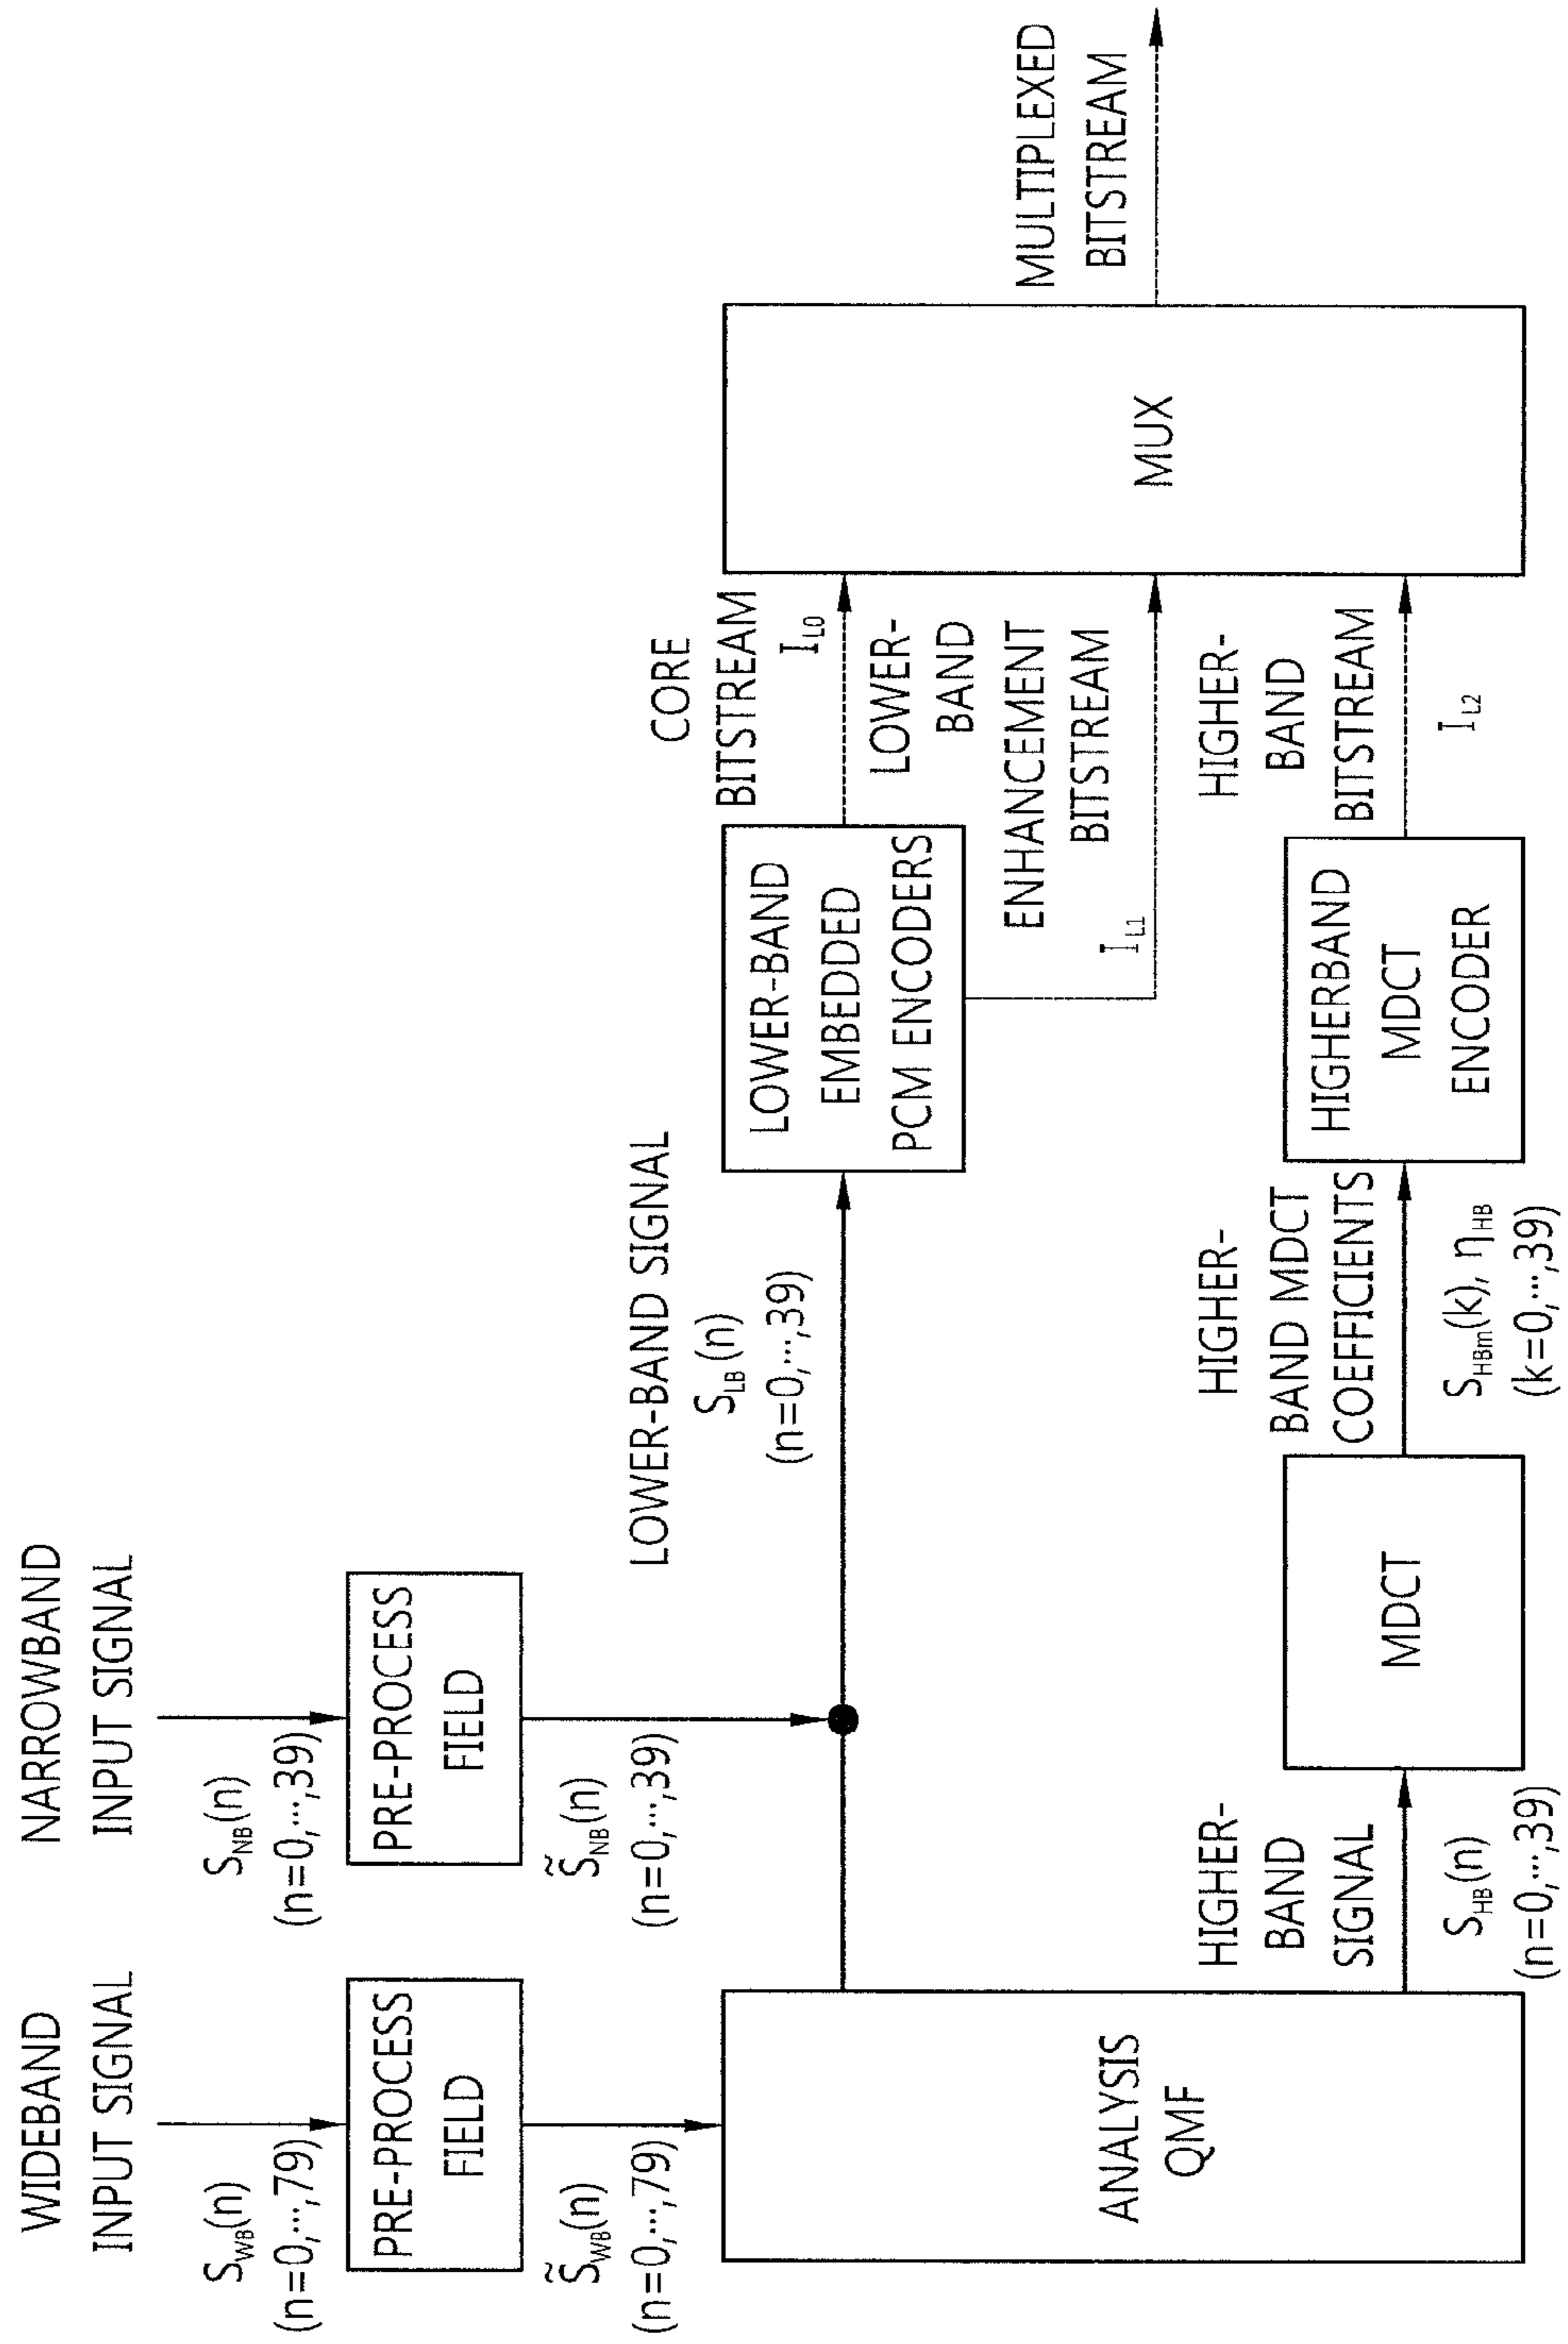 WIDEBAND
INPUT SIGNAL
S_WB(n)
(n=0,⋯,79)
PRE-PROCESS
FIELD
S̃_WB(n)
(n=0,⋯,79)
ANALYSIS
QMF
NARROWBAND
INPUT SIGNAL
S_NB(n)
(n=0,⋯,39)
PRE-PROCESS
FIELD
S̃_NB(n)
(n=0,⋯,39)
LOWER-BAND SIGNAL
S_LB(n)
(n=0,⋯,39)
LOWER-BAND
EMBEDDED
PCM ENCODERS
CORE
BITSTREAM
I_L0
LOWER-
BAND
ENHANCEMENT
BITSTREAM
I_L1
HIGHER-
BAND
SIGNAL
S_HB(n)
(n=0,⋯,39)
MDCT
HIGHER-
BAND MDCT
COEFFICIENTS
S_HBm(k), η_HB
(k=0,⋯,39)
HIGHERBAND
MDCT
ENCODER
HIGHER-
BAND
BITSTREAM
I_L2
MUX
MULTIPLEXED
BITSTREAM